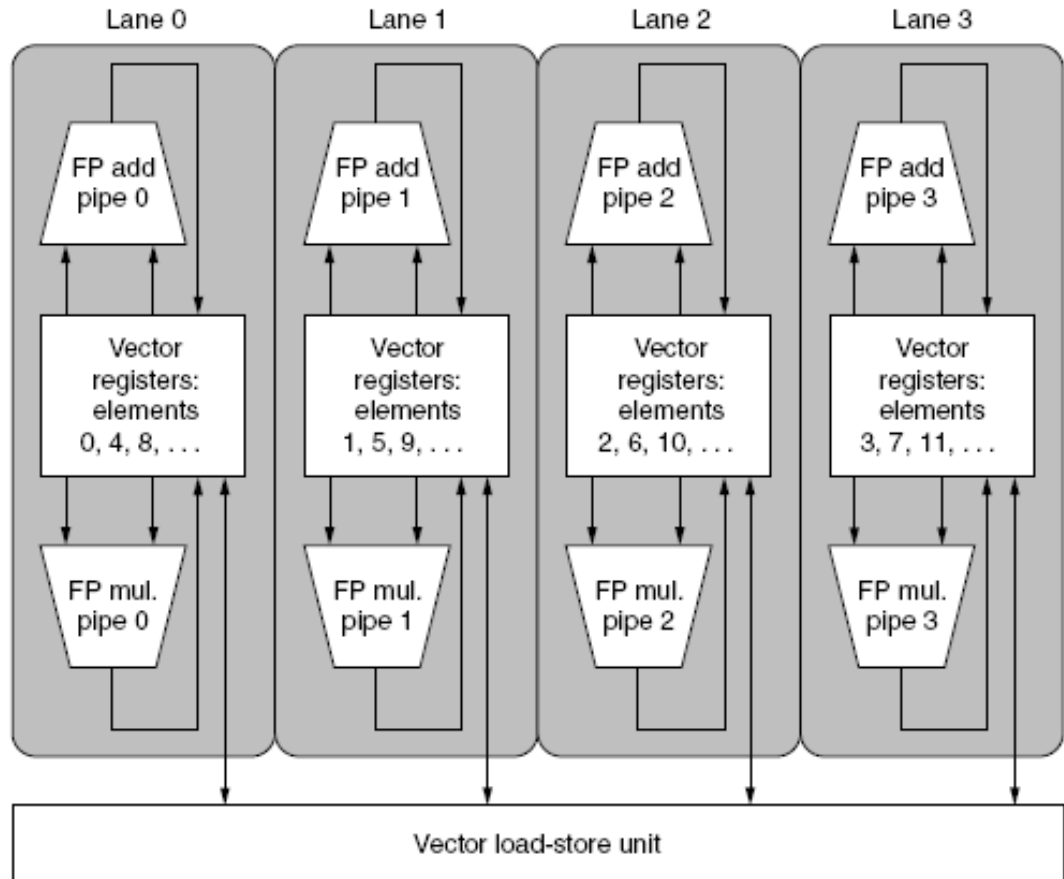 Lane 0
Lane 1
Lane 2
Lane 3
FP add
pipe 0
FP add
pipe 1
FP add
pipe 2
FP add
pipe 3
Vector
registers:
elements
0, 4, 8, . . .
Vector
registers:
elements
1, 5, 9, . . .
Vector
registers:
elements
2, 6, 10, . . .
Vector
registers:
elements
3, 7, 11, . . .
FP mul.
pipe 0
FP mul.
pipe 1
FP mul.
pipe 2
FP mul.
pipe 3
Vector load-store unit